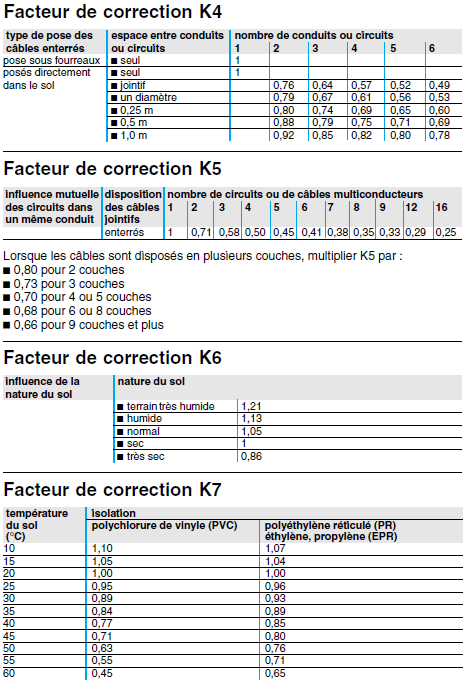 Facteur de correction K4
type de pose des espace entre conduits nombre de conduits ou circuits
câbles enterrés ou circuits 1 2 3 4 5 6
pose sous fourreaux ■ seul 1
posés directement ■ seul 1
dans le sol ■ jointif 0,76 0,64 0,57 0,52 0,49
■ un diamètre 0,79 0,67 0,61 0,56 0,53
■ 0,25 m 0,80 0,74 0,69 0,65 0,60
■ 0,5 m 0,88 0,79 0,75 0,71 0,69
■ 1,0 m 0,92 0,85 0,82 0,80 0,78
Facteur de correction K5
influence mutuelle disposition nombre de circuits ou de câbles multiconducteurs
des circuits dans des câbles 1 2 3 4 5 6 7 8 9 12 16
un même conduit jointifs
enterrés 1 0,71 0,58 0,50 0,45 0,41 0,38 0,35 0,33 0,29 0,25
Lorsque les câbles sont disposés en plusieurs couches, multiplier K5 par :
■ 0,80 pour 2 couches
■ 0,73 pour 3 couches
■ 0,70 pour 4 ou 5 couches
■ 0,68 pour 6 ou 8 couches
■ 0,66 pour 9 couches et plus
Facteur de correction K6
influence de la nature du sol
nature du sol
■ terrain très humide 1,21
■ humide 1,13
■ normal 1,05
■ sec 1
■ très sec 0,86
Facteur de correction K7
température isolation
du sol polychlorure de vinyle (PVC) polyéthylène réticulé (PR)
(°C) éthylène, propylène (EPR)
10 1,10 1,07
15 1,05 1,04
20 1,00 1,00
25 0,95 0,96
30 0,89 0,93
35 0,84 0,89
40 0,77 0,85
45 0,71 0,80
50 0,63 0,76
55 0,55 0,71
60 0,45 0,65